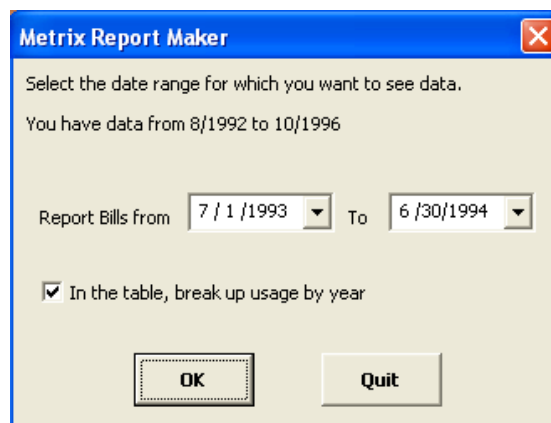 Metrix Report Maker
Select the date range for which you want to see data.
You have data from 8/1992 to 10/1996
Report Bills from 7 / 1 /1993 To 6 /30/1994
In the table, break up usage by year
OK Quit